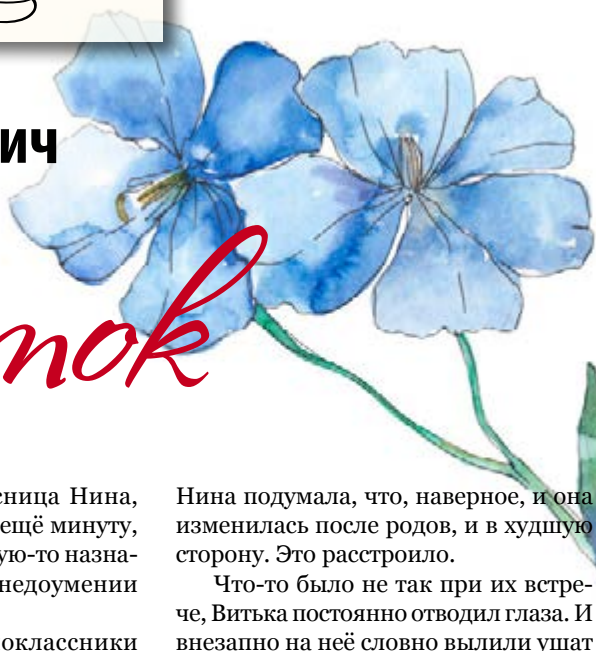 ич
ток
сница Нина,
ещё минуту,
ую-то назна-
недоумении
оклассники
Нина подумала, что, наверное, и она
изменилась после родов, и в худшую
сторону. Это расстроило.
Что-то было не так при их встре-
че, Витька постоянно отводил глаза. И
внезапно на неё словно вылили ушат